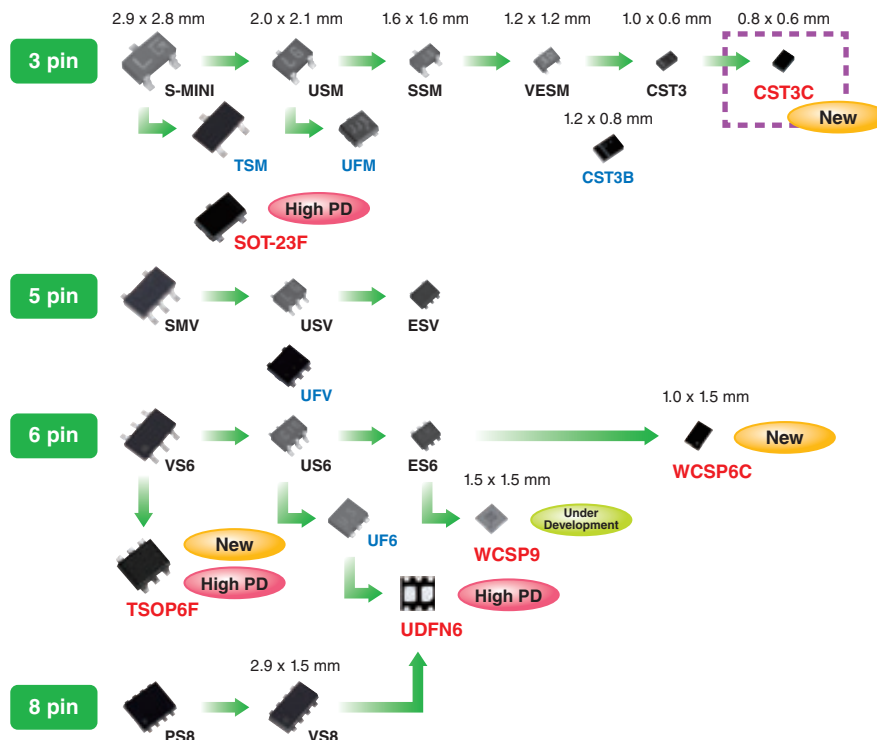 2.9 x 2.8 mm
2.0 x 2.1 mm
1.6 x 1.6 mm
1.2 x 1.2 mm
1.0 x 0.6 mm
0.8 x 0.6 mm
3 pin
S-MINI
USM
SSM
VESM
CST3
CST3C
New
1.2 x 0.8 mm
TSM
UFM
CST3B
High PD
SOT-23F
5 pin
SMV
USV
ESV
UFV
1.0 x 1.5 mm
6 pin
VS6
US6
ES6
New
WCSP6C
1.5 x 1.5 mm
Under
Development
UF6
WCSP9
New
High PD
TSOP6F
High PD
UDFN6
2.9 x 1.5 mm
8 pin
PS8
VS8